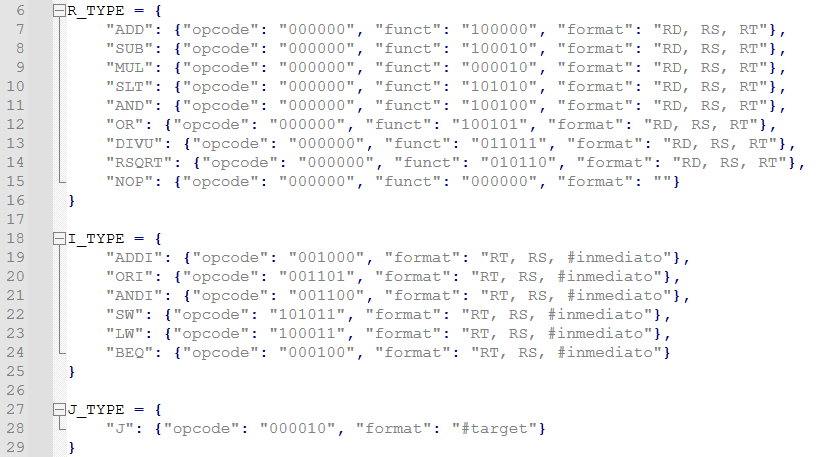 6 R_TYPE = {
7     "ADD": {"opcode": "000000", "funct": "100000", "format": "RD, RS, RT"},
8     "SUB": {"opcode": "000000", "funct": "100010", "format": "RD, RS, RT"},
9     "MUL": {"opcode": "000000", "funct": "000010", "format": "RD, RS, RT"},
10     "SLT": {"opcode": "000000", "funct": "101010", "format": "RD, RS, RT"},
11     "AND": {"opcode": "000000", "funct": "100100", "format": "RD, RS, RT"},
12     "OR": {"opcode": "000000", "funct": "100101", "format": "RD, RS, RT"},
13     "DIVU": {"opcode": "000000", "funct": "011011", "format": "RD, RS, RT"},
14     "RSQRT": {"opcode": "000000", "funct": "010110", "format": "RD, RS, RT"},
15     "NOP": {"opcode": "000000", "funct": "000000", "format": ""}
16 }
17
18 I_TYPE = {
19     "ADDI": {"opcode": "001000", "format": "RT, RS, #inmediato"},
20     "ORI": {"opcode": "001101", "format": "RT, RS, #inmediato"},
21     "ANDI": {"opcode": "001100", "format": "RT, RS, #inmediato"},
22     "SW": {"opcode": "101011", "format": "RT, RS, #inmediato"},
23     "LW": {"opcode": "100011", "format": "RT, RS, #inmediato"},
24     "BEQ": {"opcode": "000100", "format": "RT, RS, #inmediato"}
25 }
26
27 J_TYPE = {
28     "J": {"opcode": "000010", "format": "#target"}
29 }